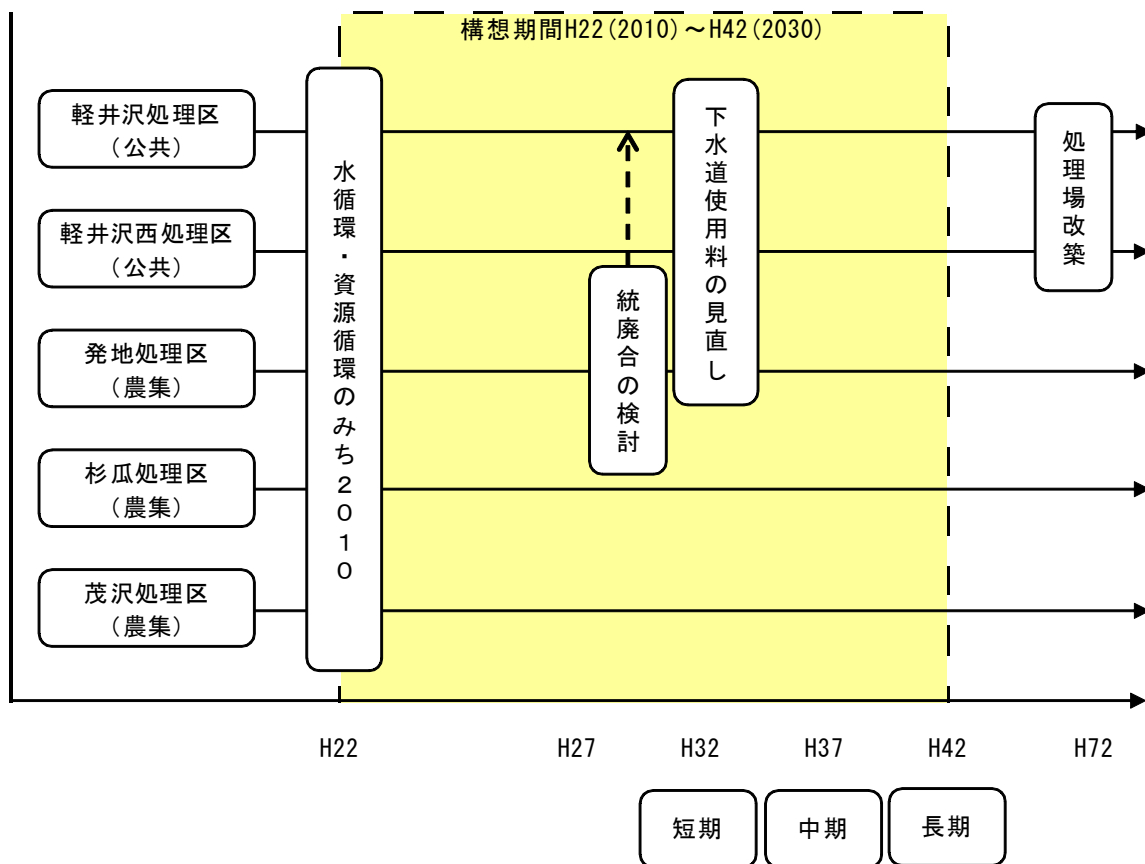 構想期間H22(2010)～H42(2030)
軽井沢処理区
(公共)
軽井沢西処理区
(公共)
発地処理区
(農集)
杉瓜処理区
(農集)
茂沢処理区
(農集)
水循環・資源循環のみち２０１０
統廃合の検討
下水道使用料の見直し
処理場改築
H22
H27
H32
H37
H42
H72
短期
中期
長期